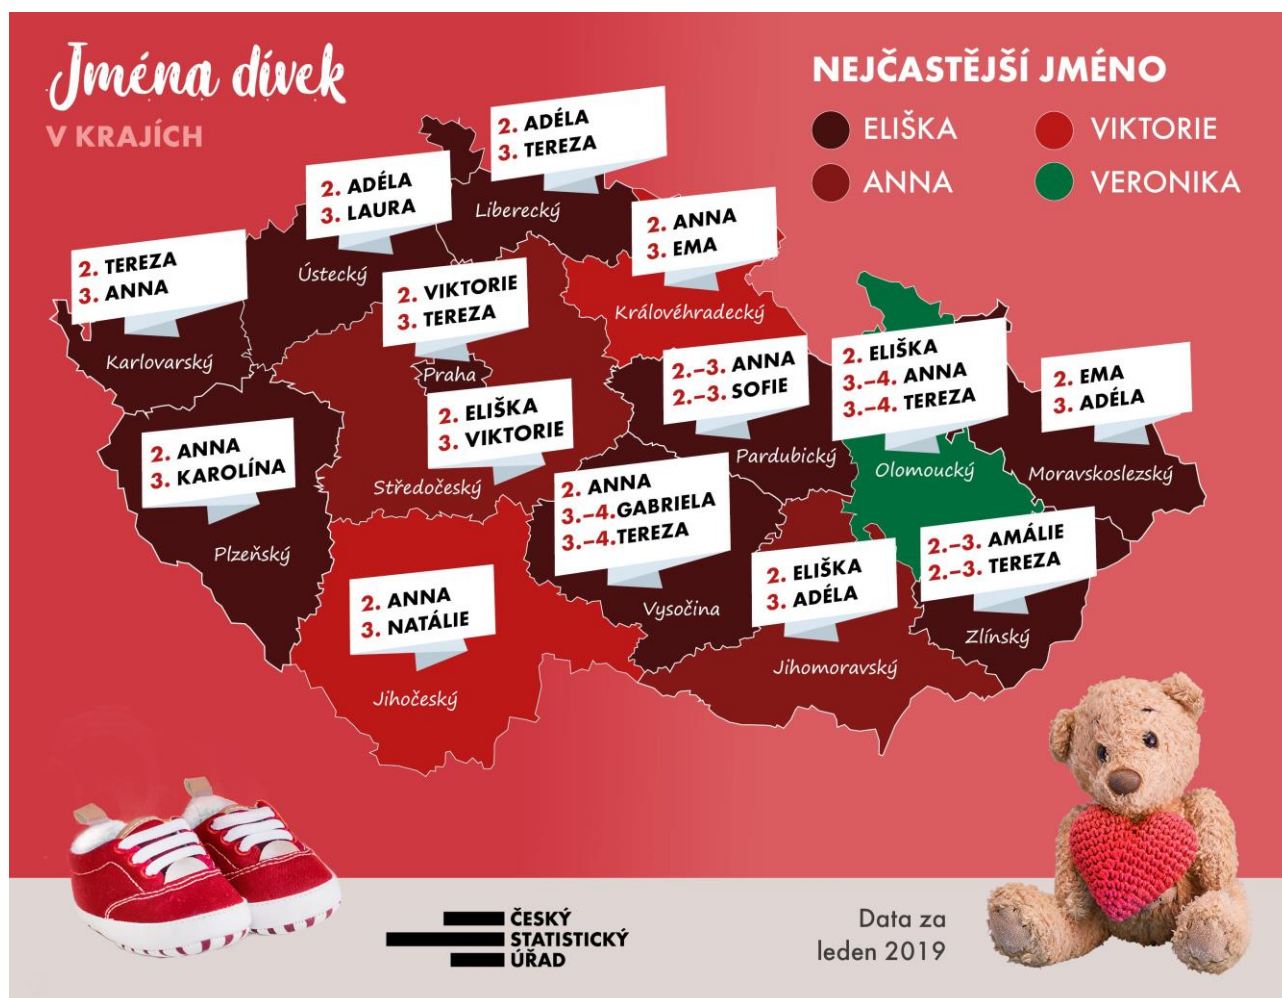 Jména dívek
V KRAJÍCH
NEJČASTĚJŠÍ JMÉNO
ELIŠKA
VIKTORIE
ANNA
VERONIKA
2. ADÉLA
3. TEREZA
Liberecký
2. ADÉLA
3. LAURA
Ústecký
2. ANNA
3. EMA
Královéhradecký
2. TEREZA
3. ANNA
Karlovarský
2. VIKTORIE
3. TEREZA
Praha
2. ELIŠKA
3. VIKTORIE
Středočeský
2.–3. ANNA
2.–3. SOFIE
Pardubický
2. ELIŠKA
3.–4. ANNA
3.–4. TEREZA
Olomoucký
2. EMA
3. ADÉLA
Moravskoslezský
2. ANNA
3. KAROLÍNA
Plzeňský
2. ANNA
3.–4.GABRIELA
3.–4.TEREZA
Vysočina
2.–3. AMÁLIE
2.–3. TEREZA
Zlínský
2. ELIŠKA
3. ADÉLA
Jihomoravský
2. ANNA
3. NATÁLIE
Jihočeský
ČESKÝ
STATISTICKÝ
ÚŘAD
Data za
leden 2019